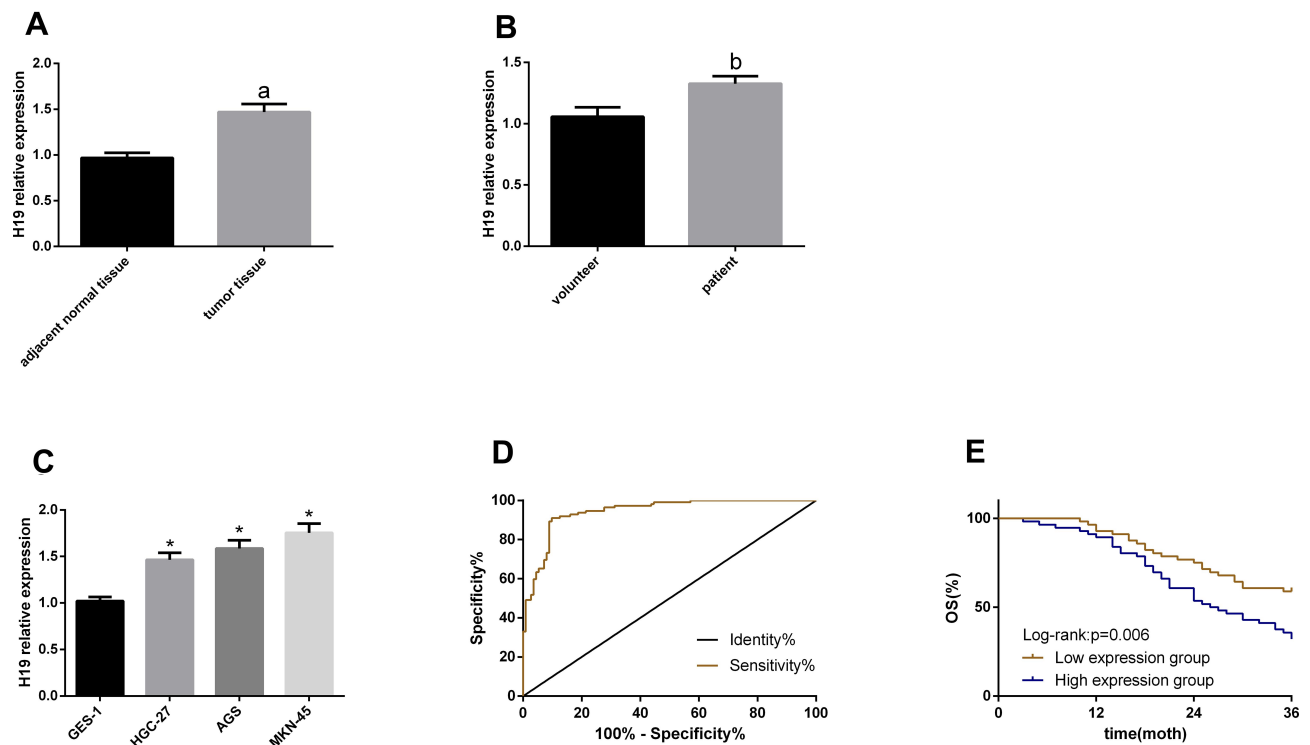 A
H19 relative expression
2.0
1.5
1.0
0.5
0.0
a
adjacent normal tissue
tumor tissue
B
H19 relative expression
1.5
1.0
0.5
0.0
b
volunteer
patient
C
H19 relative expression
2.0
1.5
1.0
0.5
0.0
* * *
GES-1
HGC-27
AGS
MKN-45
D
Specificity%
100
80
60
40
20
0
Identity%
Sensitivity%
0 20 40 60 80 100
100% - Specificity%
E
OS(%)
100
50
0
Log-rank:p=0.006
Low expression group
High expression group
0 12 24 36
time(moth)